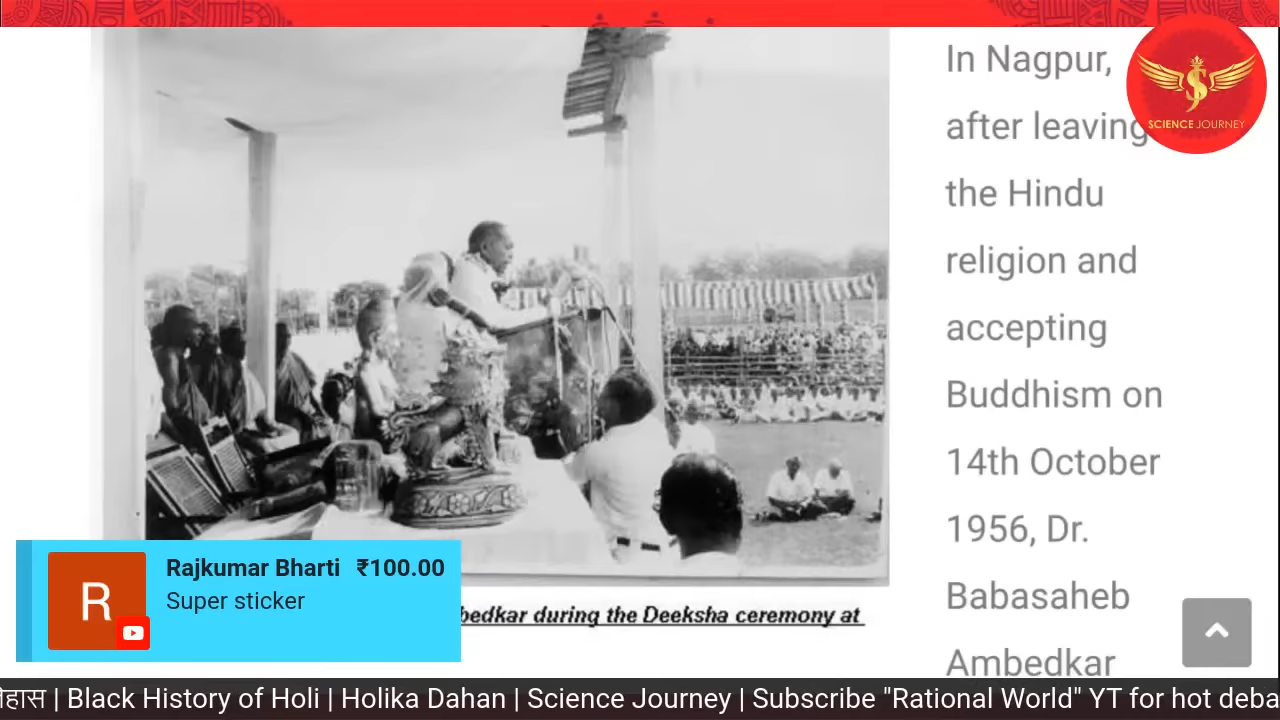 In Nagpur,
after leaving
the Hindu
religion and
accepting
Buddhism on
14th October
1956, Dr.
Babasaheb
Ambedkar
SCIENCE JOURNEY
bedkar during the Deeksha ceremony at
R
Rajkumar Bharti ₹100.00
Super sticker
| Black History of Holi | Holika Dahan | Science Journey | Subscribe "Rational World" YT for hot deba